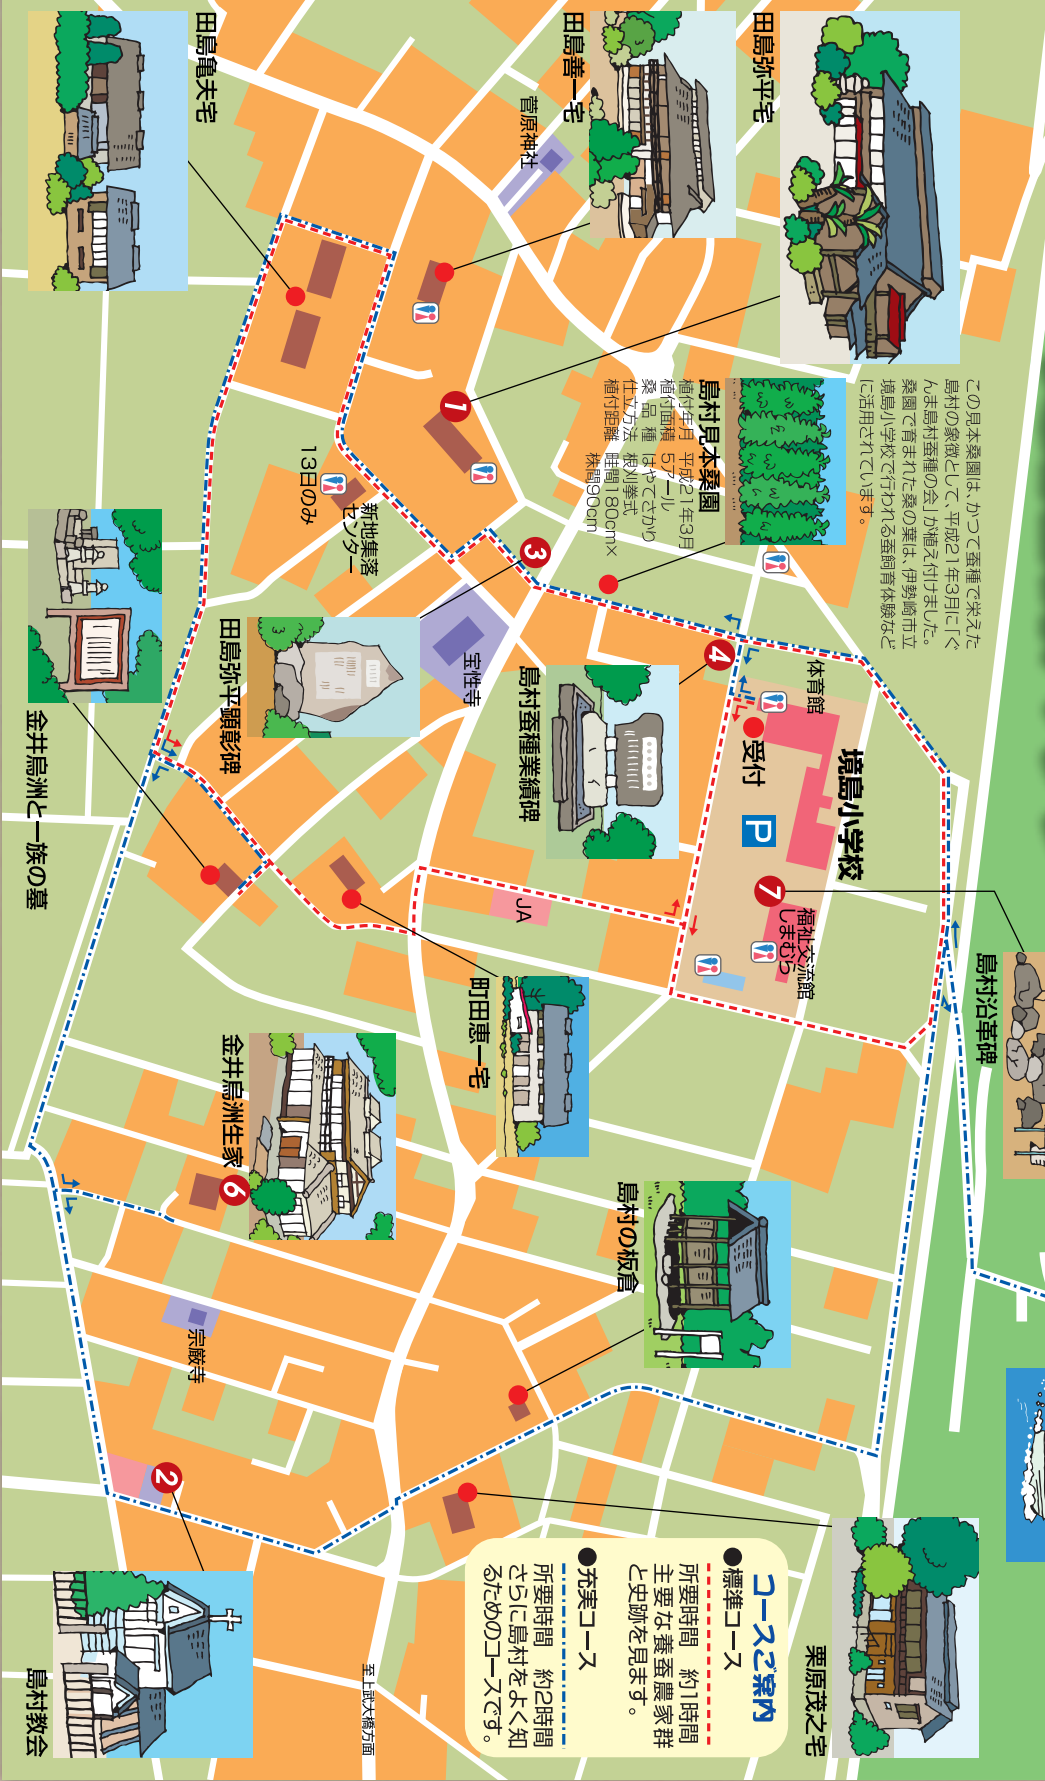 田島弥平宅
田島善一宅
田島亀夫宅
菅原神社
この見本桑園は、かつて蚕種で栄えた
島村の象徴として、平成21年3月に「ぐ
んま島村蚕種の会」が植え付けました。
桑園で育まれた桑の葉は、伊勢崎市立
境島小学校で行われる蚕飼育体験など
に活用されています。
島村見本桑園
植付年月 平成21年3月
植付面積 5アール
桑品種 はやてさかり
仕立方法 根刈拳式
植付距離 畦間180cm×
株間90cm
1
13日のみ
新地集落
センター
3
田島弥平顕彰碑
宝性寺
4
島村蚕種業績碑
体育館
受付
境島小学校
P
7
福祉交流館
しまむら
JA
島村沿革碑
金井烏洲と一族の墓
町田恵一宅
金井烏洲生家
6
島村の板倉
宗厳寺
2
島村教会
栗原茂之宅
至上武大橋方面
コースご案内
●標準コース
所要時間 約1時間
主要な養蚕農家群
と史跡を見ます。
●充実コース
所要時間 約2時間
さらに島村をよく知
るためのコースです。